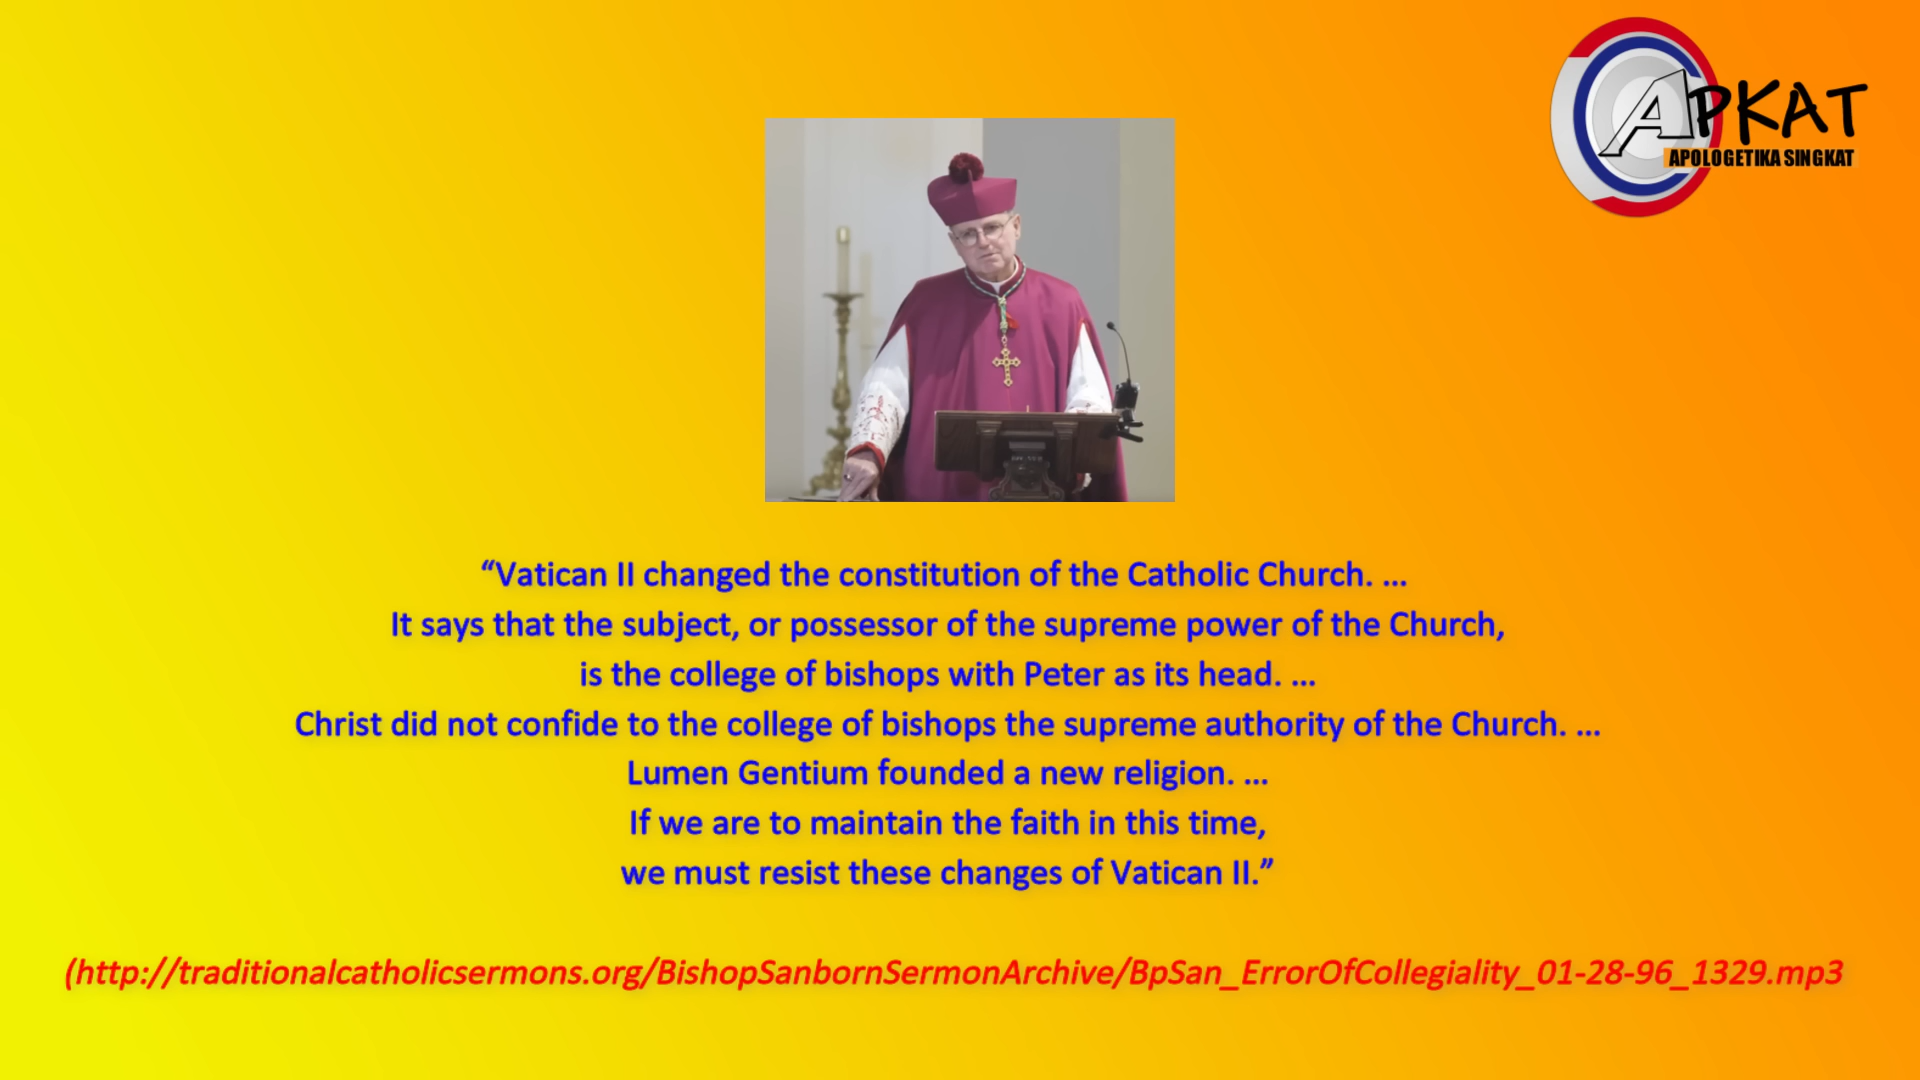 APKAT
APOLOGETIKA SINGKAT
“Vatican II changed the constitution of the Catholic Church. ...
It says that the subject, or possessor of the supreme power of the Church,
is the college of bishops with Peter as its head. ...
Christ did not confide to the college of bishops the supreme authority of the Church. ...
Lumen Gentium founded a new religion. ...
If we are to maintain the faith in this time,
we must resist these changes of Vatican II.”
(http://traditionalcatholicsermons.org/BishopSanbornSermonArchive/BpSan_ErrorOfCollegiality_01-28-96_1329.mp3